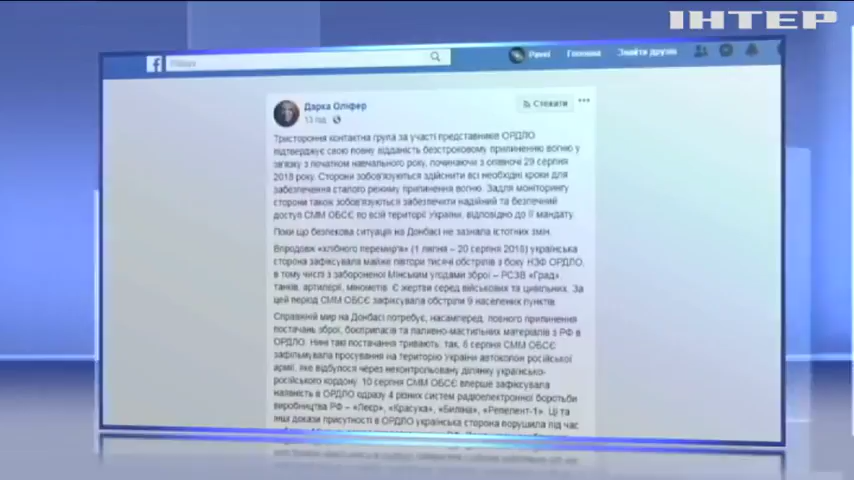 ІНТЕР
Пошук
Pavel
Головна
Знайти друзів
Дарка Оліфер
13 год
Стежити
Тристороння контактна група за участі представників ОРДЛО
підтверджує свою повну відданість безстроковому припиненню вогню у
зв'язку з початком навчального року, починаючи з опівночі 29 серпня
2018 року. Сторони зобов'язуються здійснити всі необхідні кроки для
забезпечення сталого режиму припинення вогню. Задля моніторингу
сторони також зобов'язуються забезпечити надійний та безпечний
доступ СММ ОБСЄ по всій території України, відповідно до її мандату.
Поки що безпекова ситуація на Донбасі не зазнала істотних змін.
Впродовж «хлібного перемир'я» (1 липня – 20 серпня 2018) українська
сторона зафіксувала майже півтори тисячі обстрілів з боку НЗФ ОРДЛО,
в тому числі з забороненої Мінським угодами зброї – РСЗВ «Град»,
танків, артилерії, мінометів. Є жертви серед військових та цивільних. За
цей період СММ ОБСЄ зафіксувала обстріли 9 населених пунктів.
Справжній мир на Донбасі потребує, насамперед, повного припинення
постачань зброї, боєприпасів та паливно-мастильних матеріалів з РФ в
ОРДЛО. Нині такі постачання тривають: так, 8 серпня СММ ОБСЄ
зафільмувала просування на територію України автоколон російської
армії, яке відбулося через неконтрольовану ділянку українсько-
російського кордону. 10 серпня СММ ОБСЄ вперше зафіксувала
наявність в ОРДЛО одразу 4 різних систем радіоелектронної боротьби
виробництва РФ – «Леєр», «Красуха», «Биліна», «Репелент-1». Ці та
інші докази присутності в ОРДЛО українська сторона порушила під час